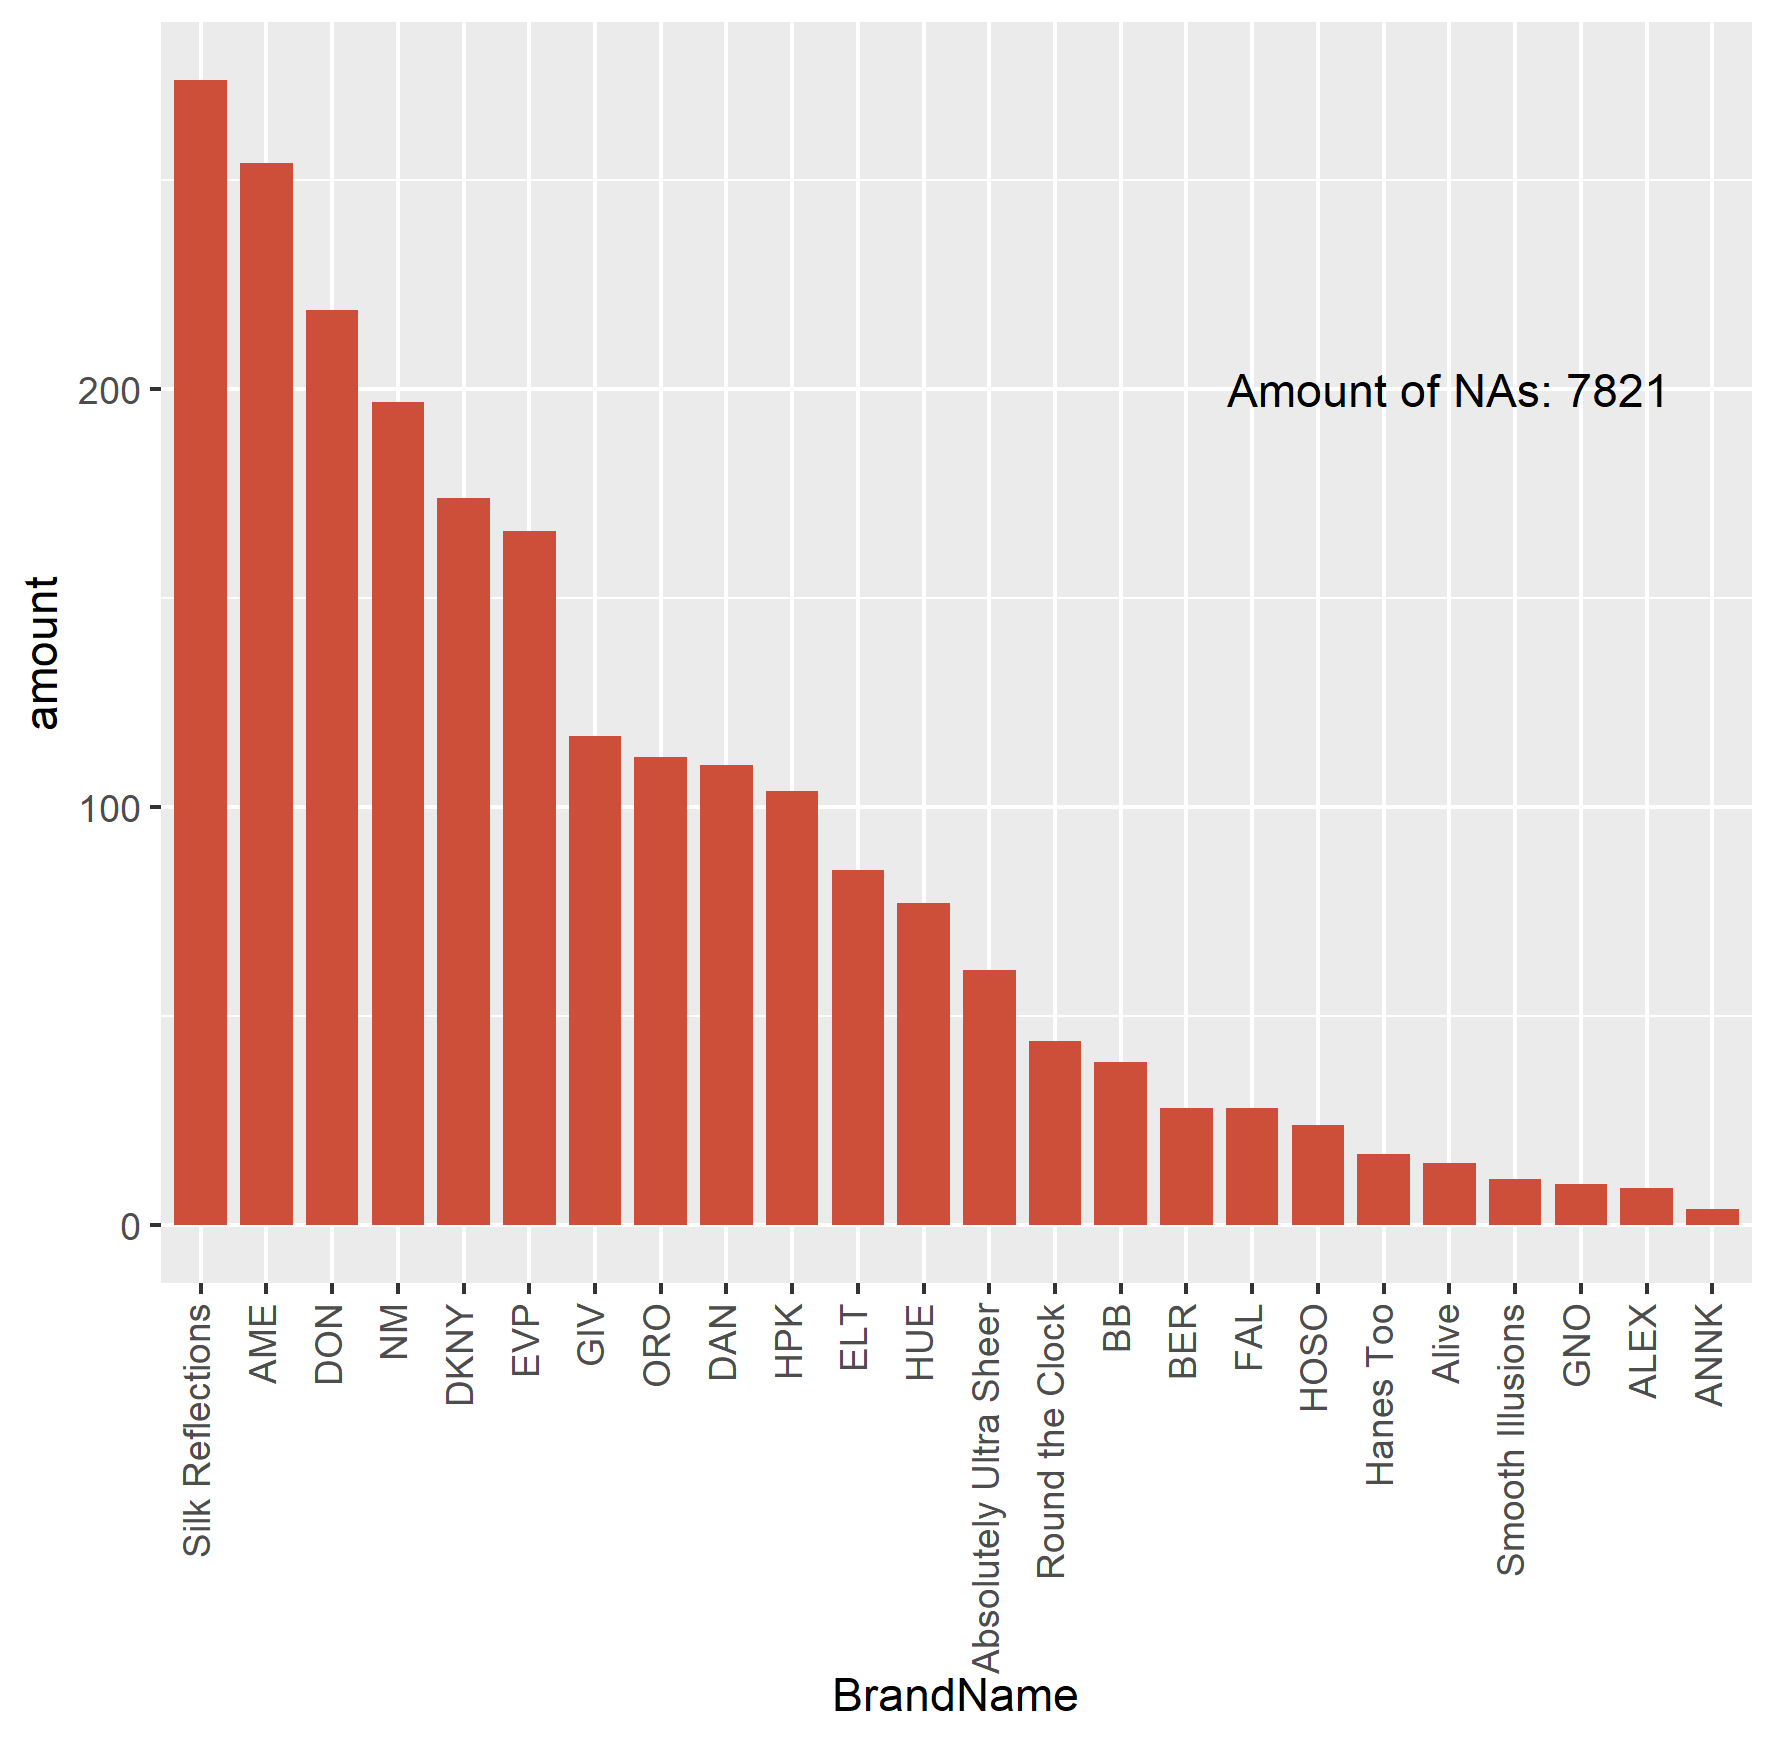 amount
200
100
0
Amount of NAs: 7821
Silk Reflections
AME
DON
NM
DKNY
EVP
GIV
ORO
DAN
HPK
ELT
HUE
Absolutely Ultra Sheer
Round the Clock
BB
BER
FAL
HOSO
Hanes Too
Alive
Smooth Illusions
GNO
ALEX
ANNK
BrandName